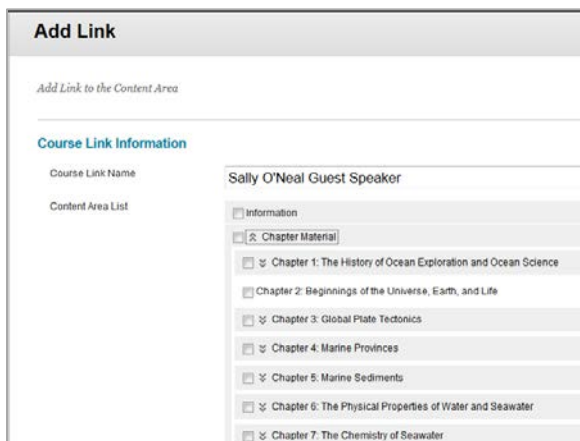 Add Link
Add Link to the Content Area
Course Link Information
Course Link Name
Sally O'Neal Guest Speaker
Content Area List
Information
Chapter Material
Chapter 1: The History of Ocean Exploration and Ocean Science
Chapter 2: Beginnings of the Universe, Earth, and Life
Chapter 3: Global Plate Tectonics
Chapter 4: Marine Provinces
Chapter 5: Marine Sediments
Chapter 6: The Physical Properties of Water and Seawater
Chapter 7: The Chemistry of Seawater